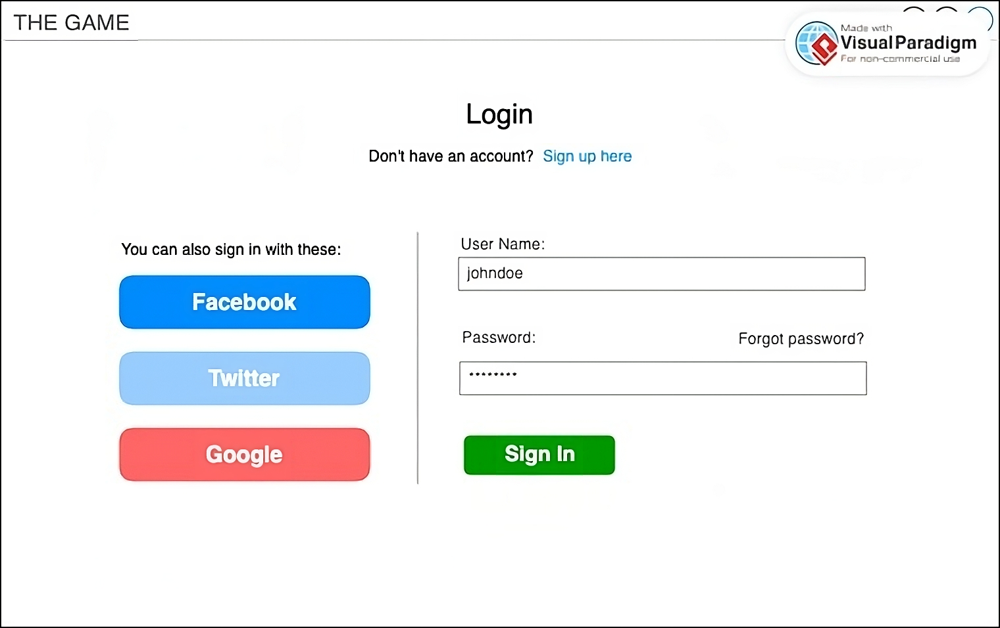 THE GAME
Made with
Visual Paradigm
For non-commercial use
Login
Don't have an account? Sign up here
You can also sign in with these:
Facebook
Twitter
Google
User Name:
johndoe
Password:
Forgot password?
••••••••
Sign In